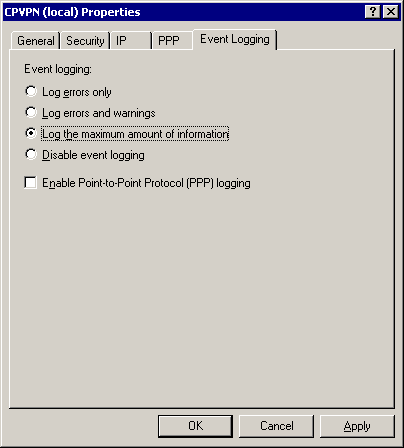 CPVPN (local) Properties
General Security IP PPP Event Logging
Event logging:
Log errors only
Log errors and warnings
Log the maximum amount of information
Disable event logging
Enable Point-to-Point Protocol (PPP) logging
OK Cancel Apply